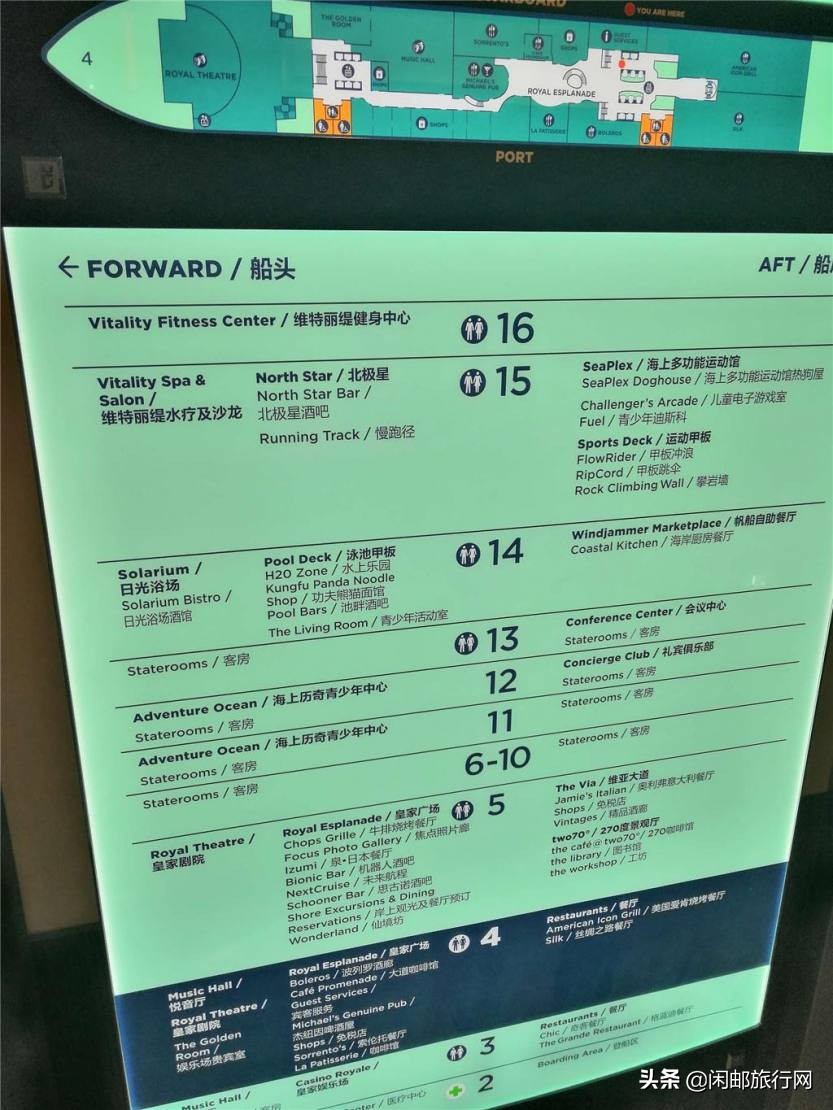 STARBOARD
YOU ARE HERE
4
ROYAL THEATRE
THE GOLDEN
ROOM
MUSIC HALL
SHOPS
SORRENTO'S
MICHAEL'S
GENUINE PUB
SHOPS
GUEST
SERVICES
ROYAL ESPLANADE
AMERICAN
ICON GRILL
SHOPS
LA PATISSERIE
BOLEROS
SILK
PORT
← FORWARD / 船头
AFT / 船
Vitality Fitness Center / 维特丽缇健身中心
16
Vitality Spa &
Salon /
维特丽缇水疗及沙龙
North Star / 北极星
North Star Bar /
北极星酒吧
Running Track / 慢跑径
15
SeaPlex / 海上多功能运动馆
SeaPlex Doghouse / 海上多功能运动馆热狗屋
Challenger's Arcade / 儿童电子游戏室
Fuel / 青少年迪斯科
Sports Deck / 运动甲板
FlowRider / 甲板冲浪
RipCord / 甲板跳伞
Rock Climbing Wall / 攀岩墙
Solarium /
日光浴场
Solarium Bistro /
日光浴场酒馆
Pool Deck / 泳池甲板
H2O Zone / 水上乐园
Kungfu Panda Noodle
Shop / 功夫熊猫面馆
Pool Bars / 池畔酒吧
The Living Room / 青少年活动室
14
Windjammer Marketplace / 帆船自助餐厅
Coastal Kitchen / 海岸厨房餐厅
Staterooms / 客房
13
Conference Center / 会议中心
Staterooms / 客房
Adventure Ocean / 海上历奇青少年中心
Staterooms / 客房
12
Concierge Club / 礼宾俱乐部
Staterooms / 客房
Adventure Ocean / 海上历奇青少年中心
Staterooms / 客房
11
Staterooms / 客房
Staterooms / 客房
6-10
Staterooms / 客房
Royal Theatre /
皇家剧院
Royal Esplanade / 皇家广场
Chops Grille / 牛排烧烤餐厅
Focus Photo Gallery / 焦点照片廊
Izumi / 泉·日本餐厅
Bionic Bar / 机器人酒吧
NextCruise / 未来航程
Schooner Bar / 思古诺酒吧
Shore Excursions & Dining
Reservations / 岸上观光及餐厅预订
Wonderland / 仙境坊
5
The Via / 维亚大道
Jamie's Italian / 奥利弗意大利餐厅
Shops / 免税店
Vintages / 精品酒廊
two70° / 270度景观厅
the café@two70° / 270咖啡馆
the library / 图书馆
the workshop / 工坊
Music Hall /
悦音厅
Royal Theatre /
皇家剧院
The Golden
Room /
娱乐场贵宾室
Royal Esplanade / 皇家广场
Boleros / 波列罗酒廊
Café Promenade / 大道咖啡馆
Guest Services /
宾客服务
Michael's Genuine Pub /
杰纽因啤酒屋
Shops / 免税店
Sorrento's / 索伦托餐厅
La Patisserie / 咖啡馆
4
Restaurants / 餐厅
American Icon Grill / 美国爱肯烧烤餐厅
Silk / 丝绸之路餐厅
Music Hall /
Casino Royale /
皇家娱乐场
3
Restaurants / 餐厅
Chic / 奇客餐厅
The Grande Restaurant / 格蓝迪餐厅
客房
Center / 医疗中心
2
Boarding Area / 登船区
头条 @闲邮旅行网